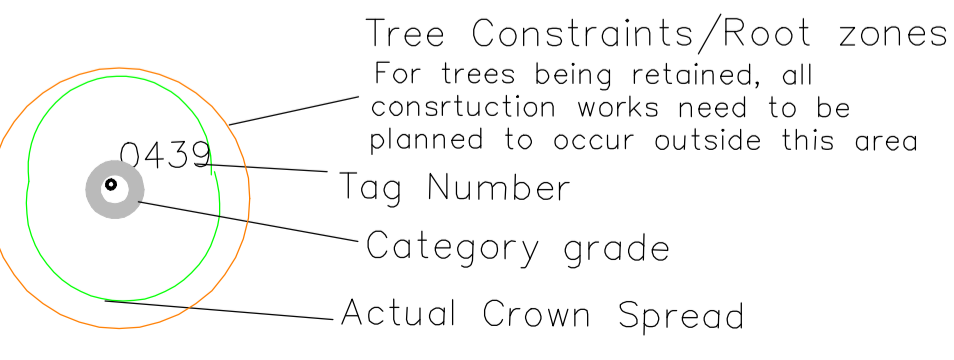 Tree Constraints/Root zones
For trees being retained, all
consrtuction works need to be
planned to occur outside this area
0439
Tag Number
Category grade
Actual Crown Spread